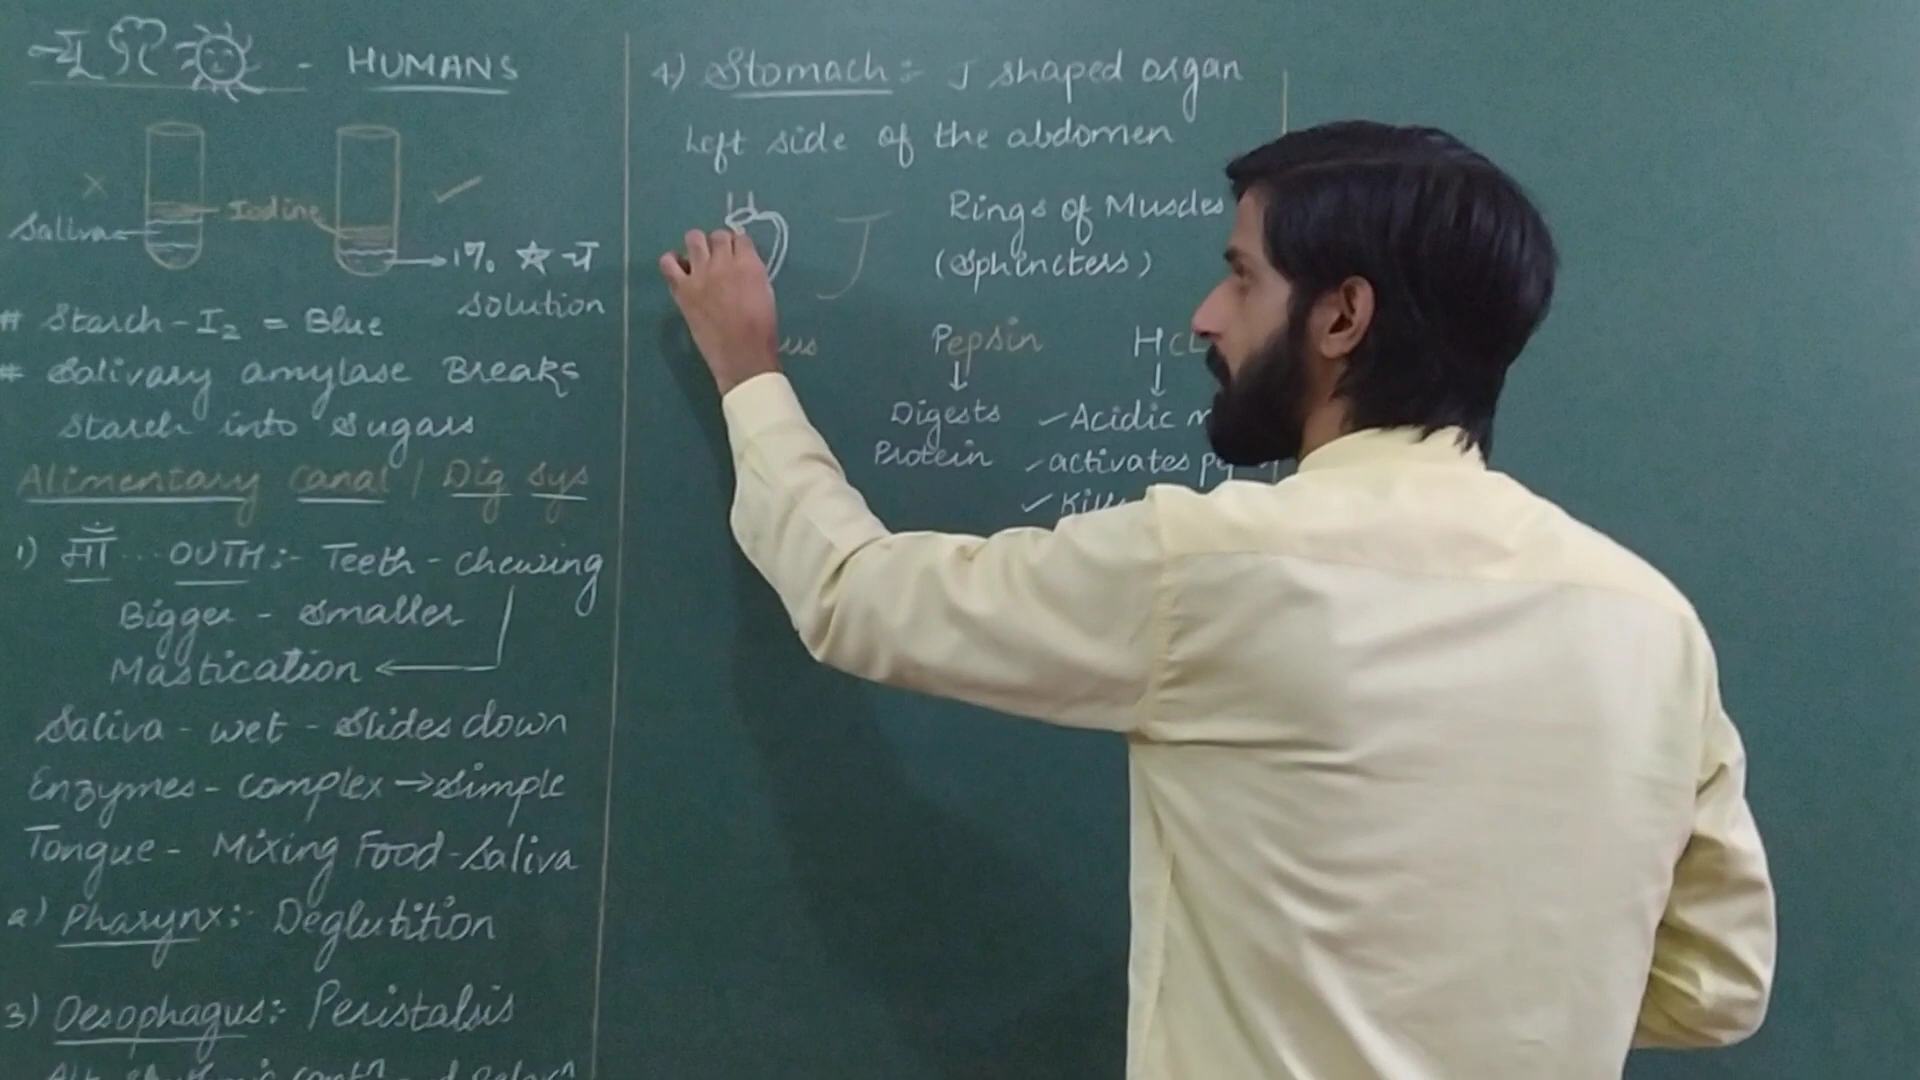 न्यू - HUMANS
Saliva
Iodine
1% ⭐र्च
Solution
# Starch - I₂ = Blue
# Salivary amylase Breaks
starch into Sugars
Alimentary Canal / Dig sys
1) माँ... OUTH:- Teeth - chewing
Bigger - Smaller
Mastication
Saliva - wet - Slides down
Enzymes - Complex → Simple
Tongue - Mixing Food - Saliva
2) Pharynx:- Deglutition
3) Oesophagus:- Peristalsis
4) Stomach:- J shaped organ
Left side of the abdomen
J
Rings of Muscles
(Sphincters)
Pepsin
HCL
Digests
Protein
✓ Acidic
✓ activates
✓